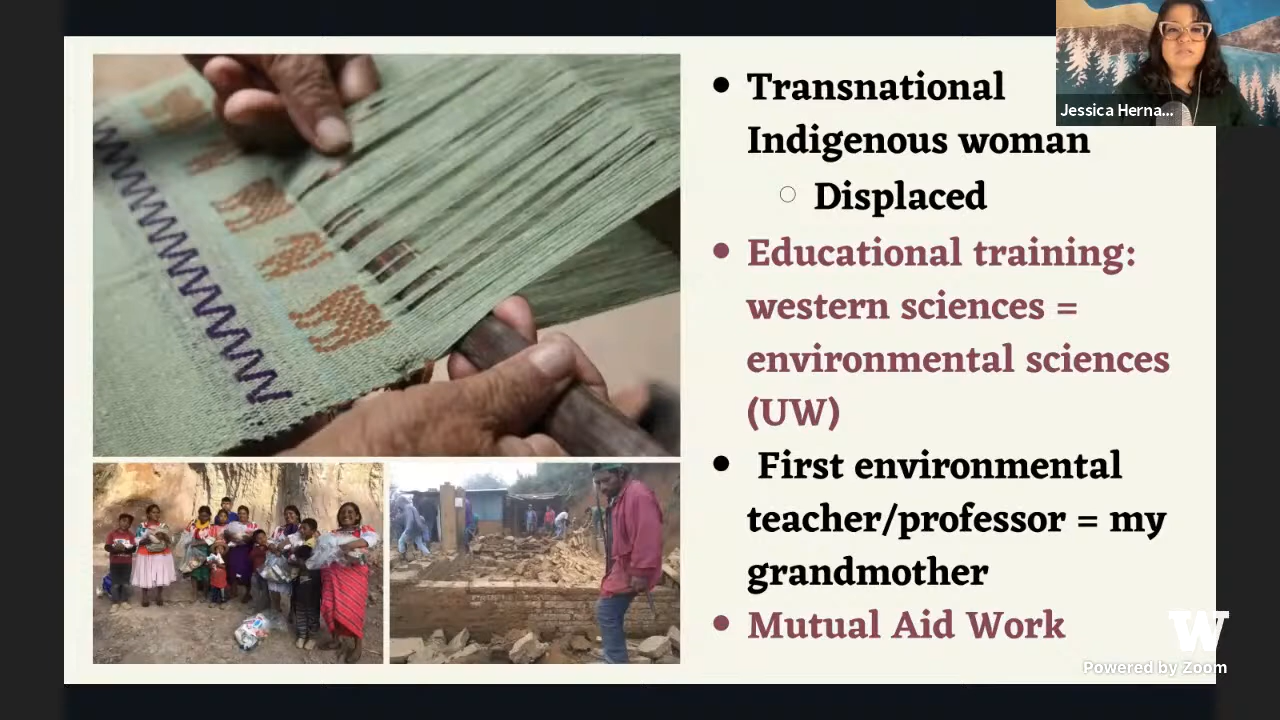 Transnational
Indigenous woman
Displaced
Educational training:
western sciences =
environmental sciences
(UW)
First environmental
teacher/professor = my
grandmother
Mutual Aid Work
Jessica Herna...
W
Powered by Zoom